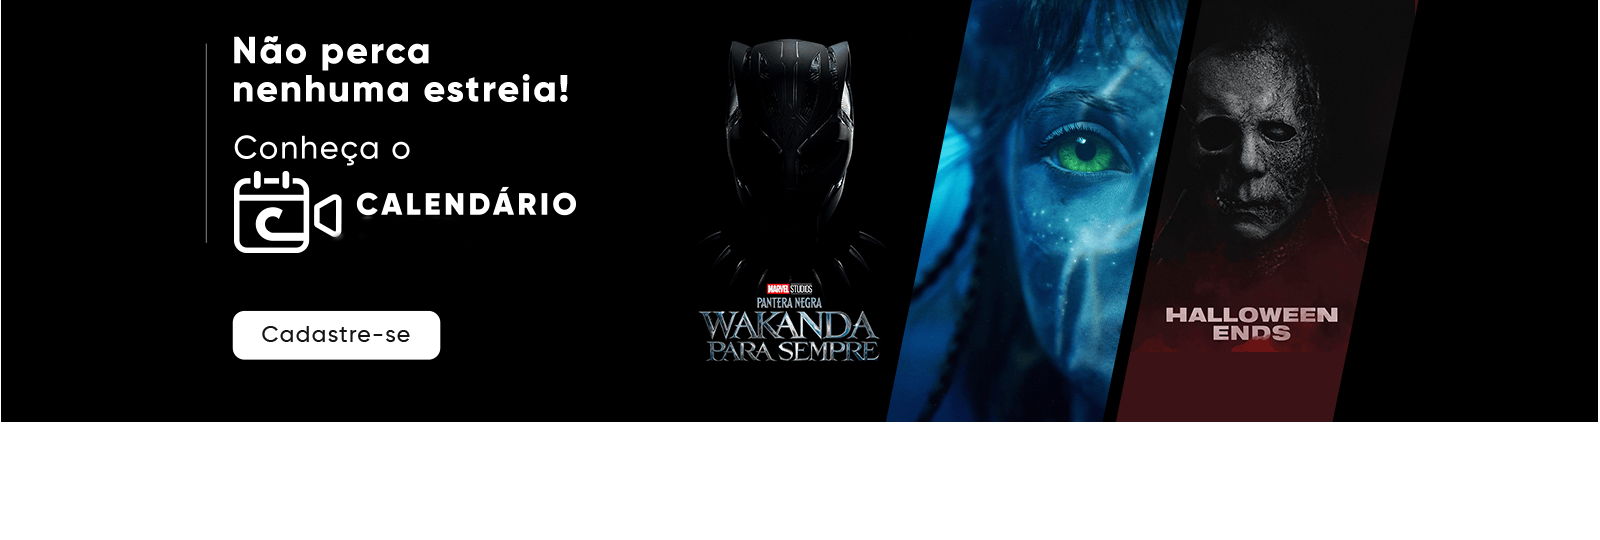 Não perca
nenhuma estreia!
Conheça o
C CALENDÁRIO
Cadastre-se
MARVEL STUDIOS
PANTERA NEGRA
WAKANDA
PARA SEMPRE
HALLOWEEN
ENDS